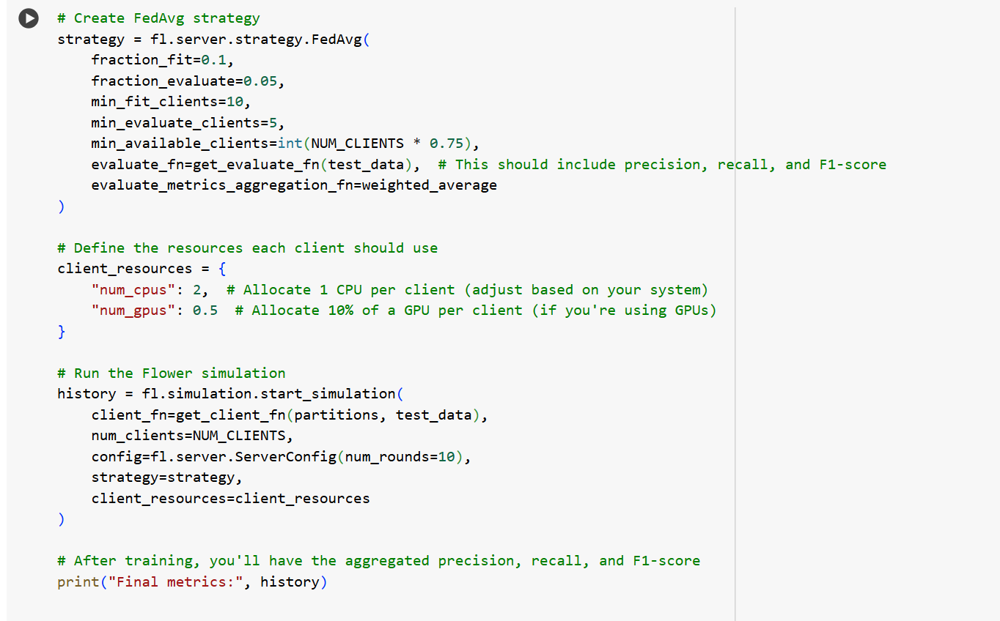 # Create FedAvg strategy
strategy = fl.server.strategy.FedAvg(
    fraction_fit=0.1,
    fraction_evaluate=0.05,
    min_fit_clients=10,
    min_evaluate_clients=5,
    min_available_clients=int(NUM_CLIENTS * 0.75),
    evaluate_fn=get_evaluate_fn(test_data),  # This should include precision, recall, and F1-score
    evaluate_metrics_aggregation_fn=weighted_average
)

# Define the resources each client should use
client_resources = {
    "num_cpus": 2,  # Allocate 1 CPU per client (adjust based on your system)
    "num_gpus": 0.5  # Allocate 10% of a GPU per client (if you're using GPUs)
}

# Run the Flower simulation
history = fl.simulation.start_simulation(
    client_fn=get_client_fn(partitions, test_data),
    num_clients=NUM_CLIENTS,
    config=fl.server.ServerConfig(num_rounds=10),
    strategy=strategy,
    client_resources=client_resources
)

# After training, you'll have the aggregated precision, recall, and F1-score
print("Final metrics:", history)